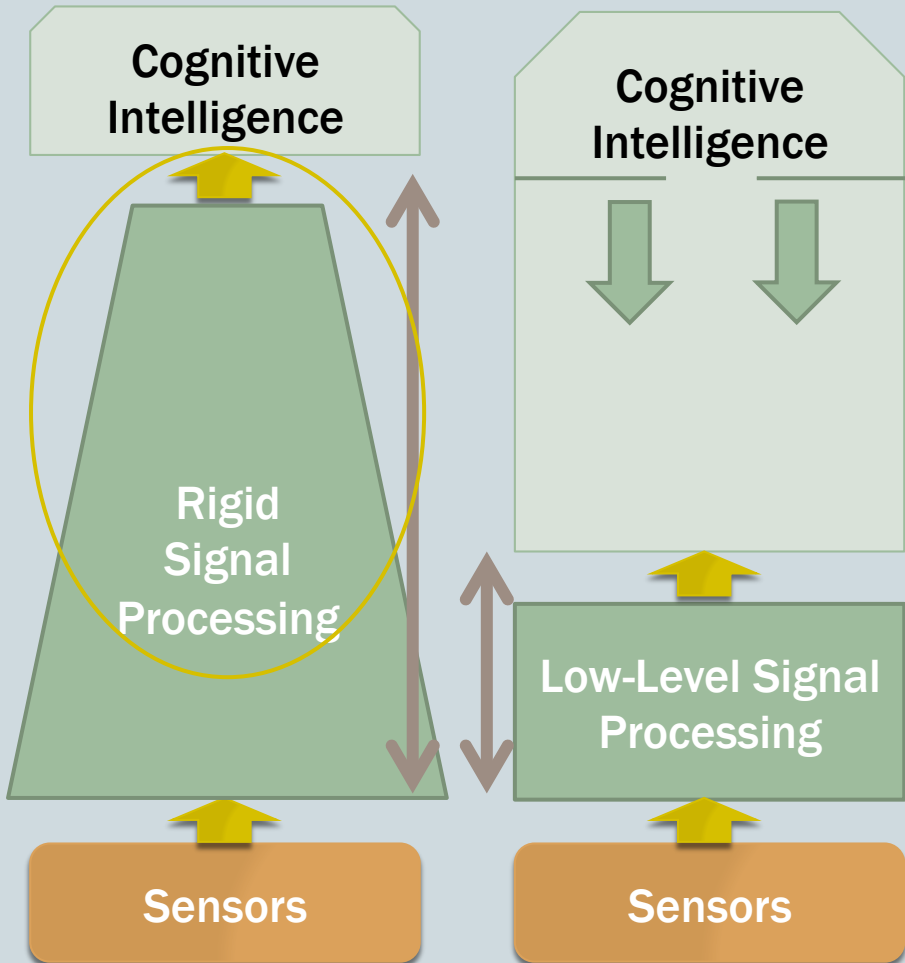 Cognitive
Intelligence
Rigid
Signal
Processing
Sensors
Cognitive
Intelligence
Low-Level Signal
Processing
Sensors